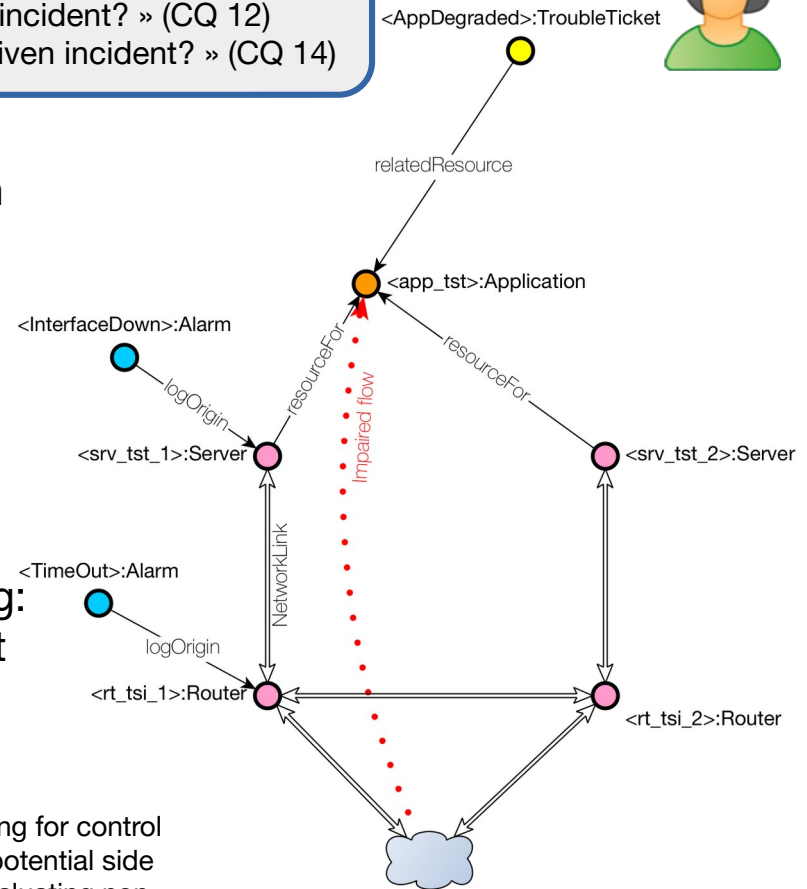 incident? » (CQ 12)
iven incident? » (CQ 14)
<AppDegraded>:TroubleTicket
relatedResource
<app_tst>:Application
<InterfaceDown>:Alarm
logOrigin
resourceFor
Impaired flow
resourceFor
<srv_tst_1>:Server
<srv_tst_2>:Server
NetworkLink
<TimeOut>:Alarm
g:
t
logOrigin
<rt_tsi_1>:Router
<rt_tsi_2>:Router
ng for control
potential side